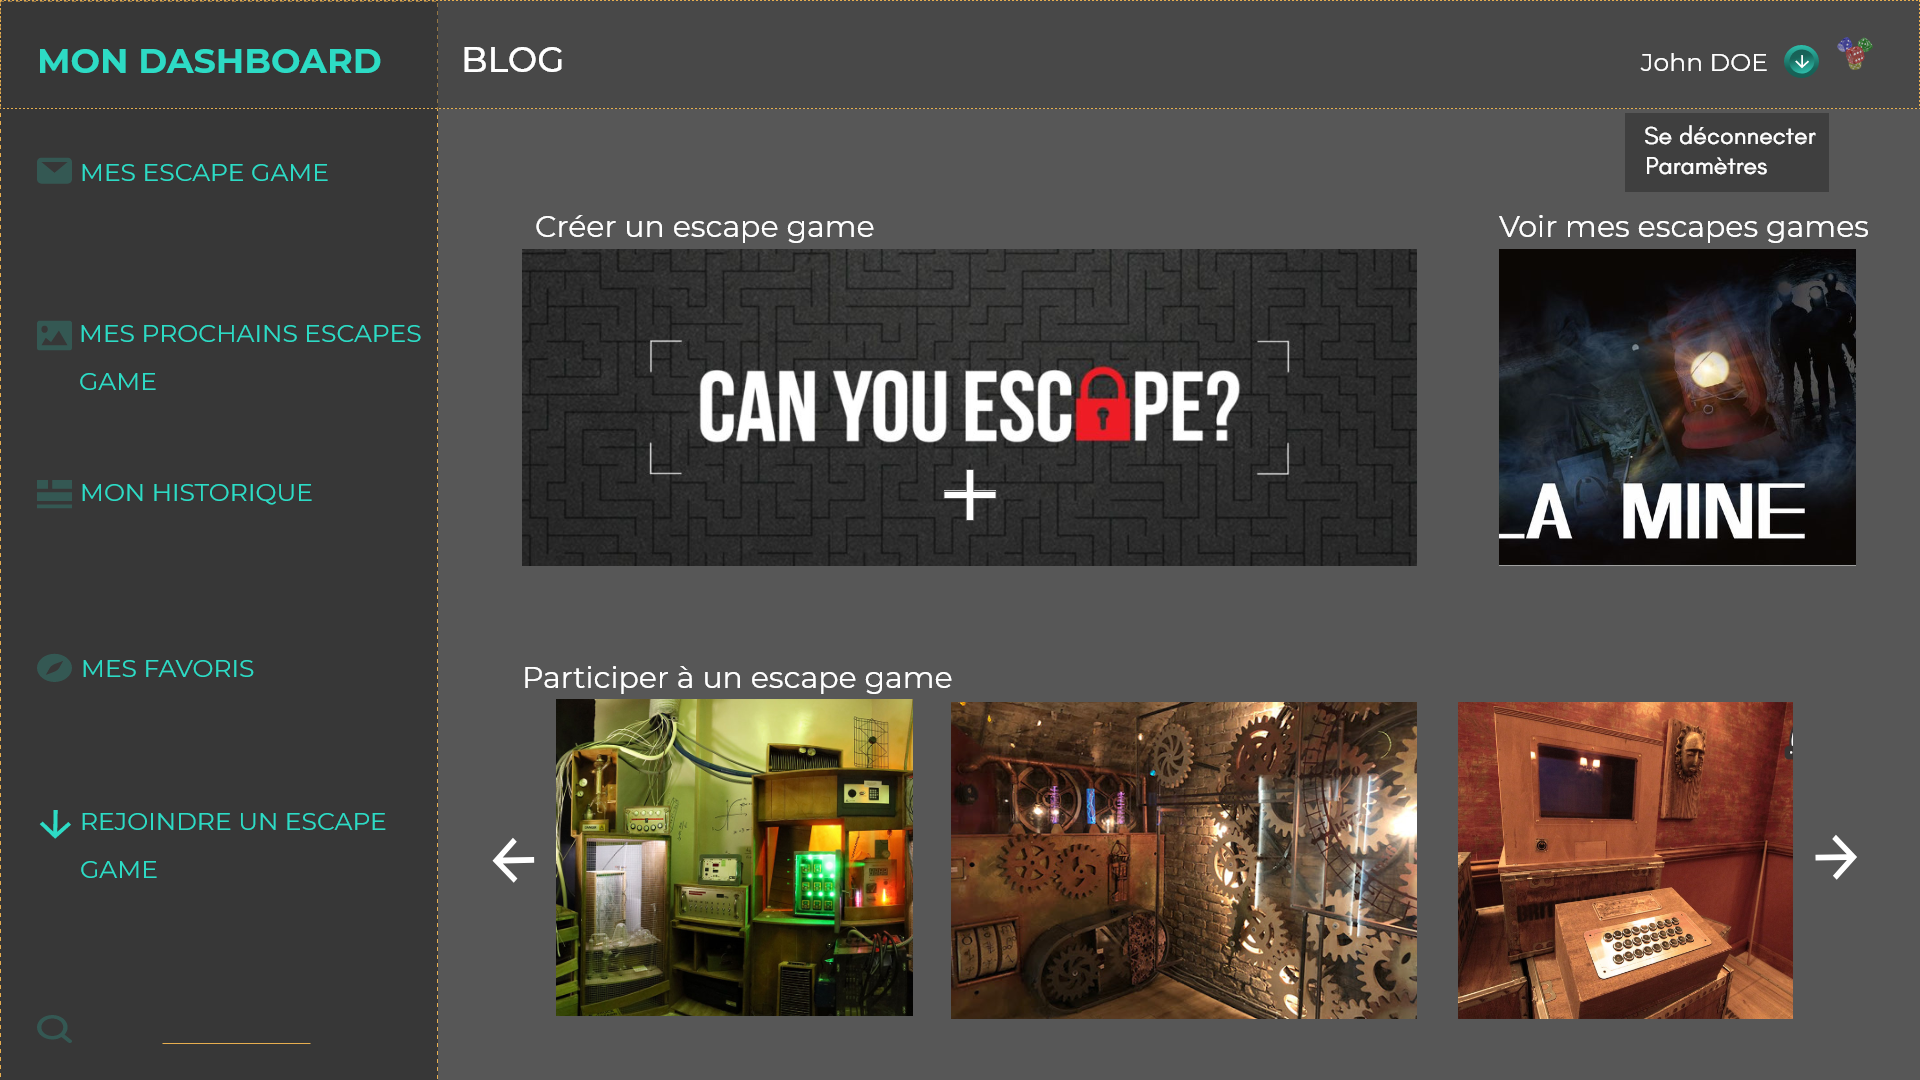 MON DASHBOARD
BLOG
John DOE
Se déconnecter
Paramètres
MES ESCAPE GAME
MES PROCHAINS ESCAPES
GAME
MON HISTORIQUE
MES FAVORIS
REJOINDRE UN ESCAPE
GAME
Créer un escape game
CAN YOU ESCAPE?
Voir mes escapes games
LA MINE
Participer à un escape game